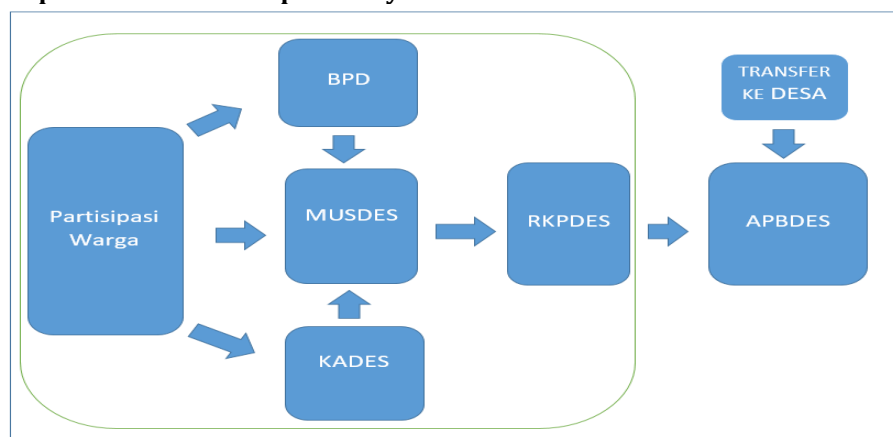 BPD
TRANSFER
KE DESA
Partisipasi
Warga
MUSDES
RKPDES
APBDES
KADES